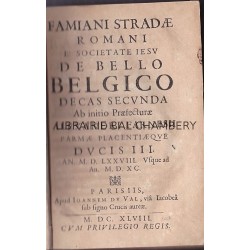 FAMIANI STRADÆ
ROMANI
E SOCIETATE IESV
DE BELLO
BELGICO
DECAS SECVNDA
Ab initio Præfecturæ
LIBRAIRIE BAL CHAMBERY
PARMÆ PLACENTIÆQVE
DVCIS III.
AN. M. D. LXXVIII. Vsque ad
An. M. D. XC.
PARISIIS,
Apud IOANNEM DV VAL, viâ Iacobeâ
sub signo Crucis aureæ.
M. DC. XLVIII.
CVM PRIVILEGIO REGIS.